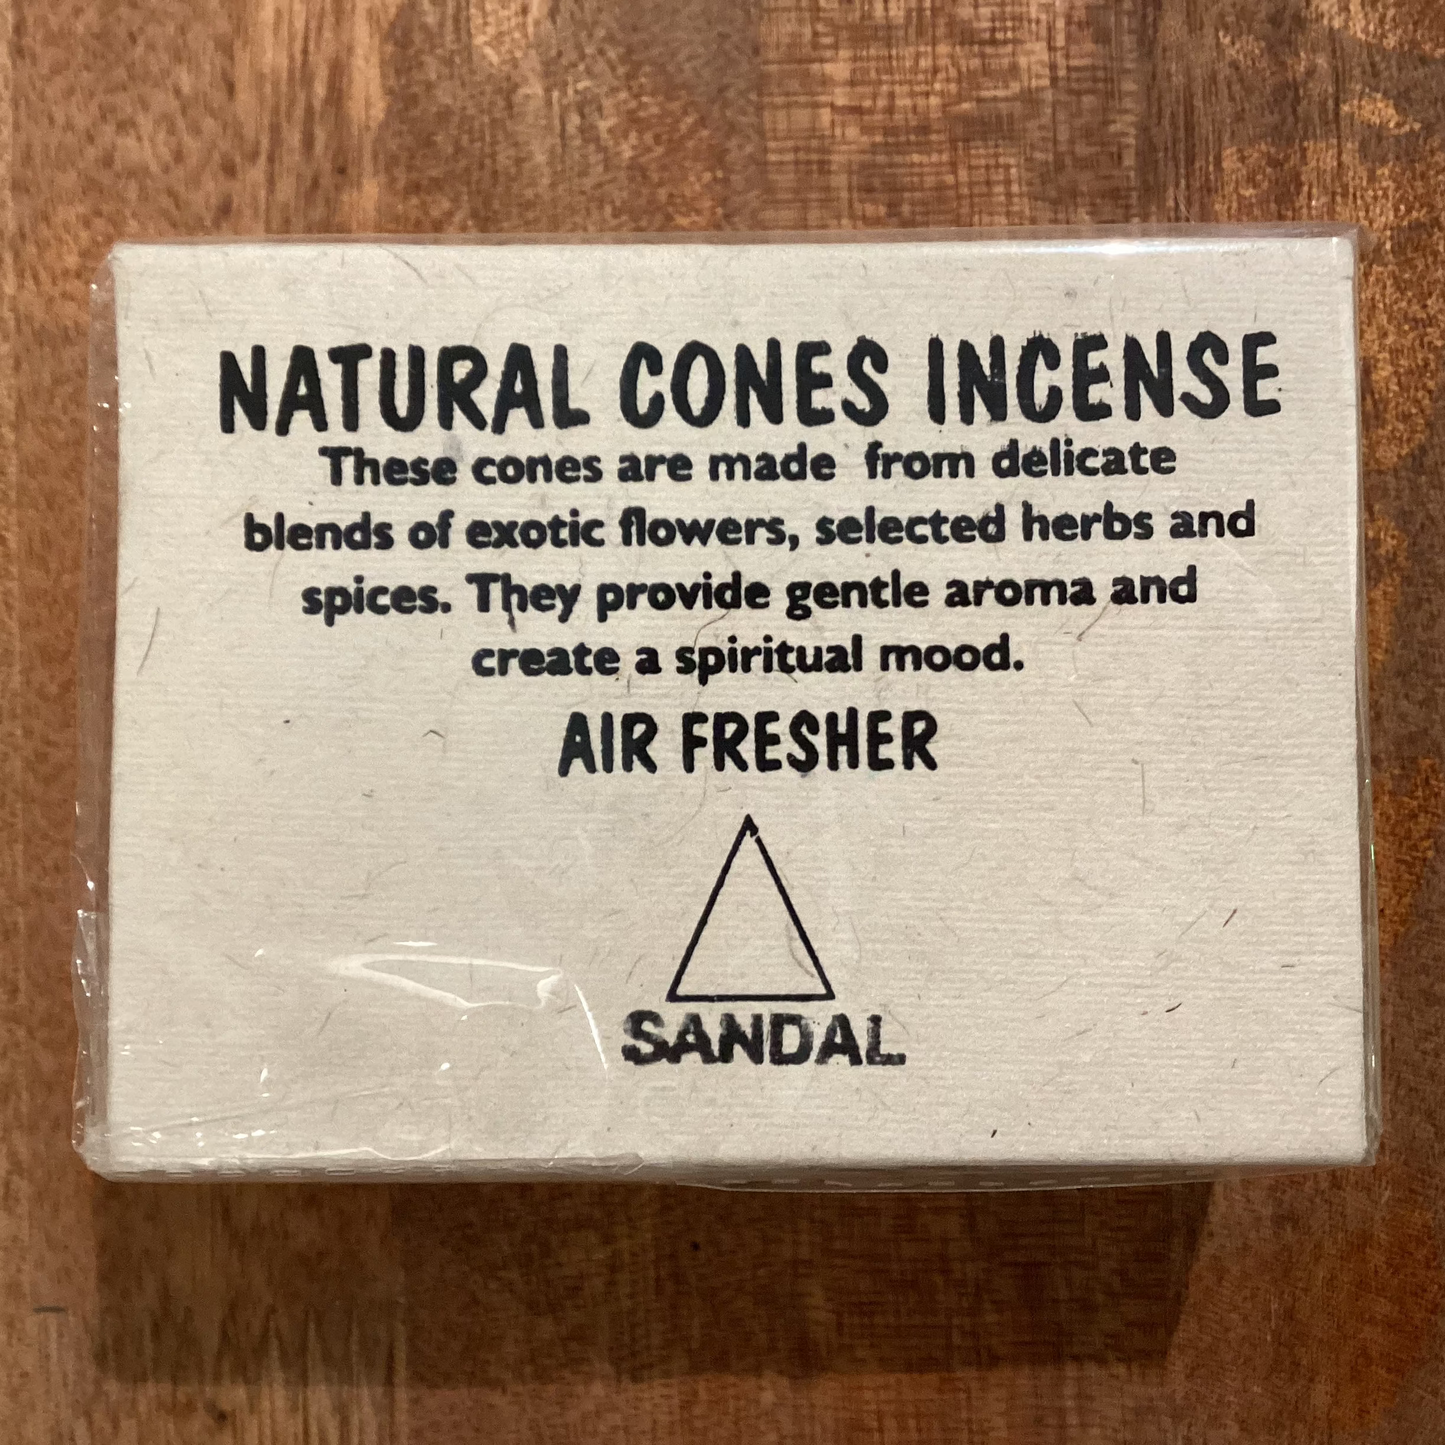 NATURAL CONES INCENSE
These cones are made from delicate
blends of exotic flowers, selected herbs and
spices. They provide gentle aroma and
create a spiritual mood.
AIR FRESHER
SANDAL